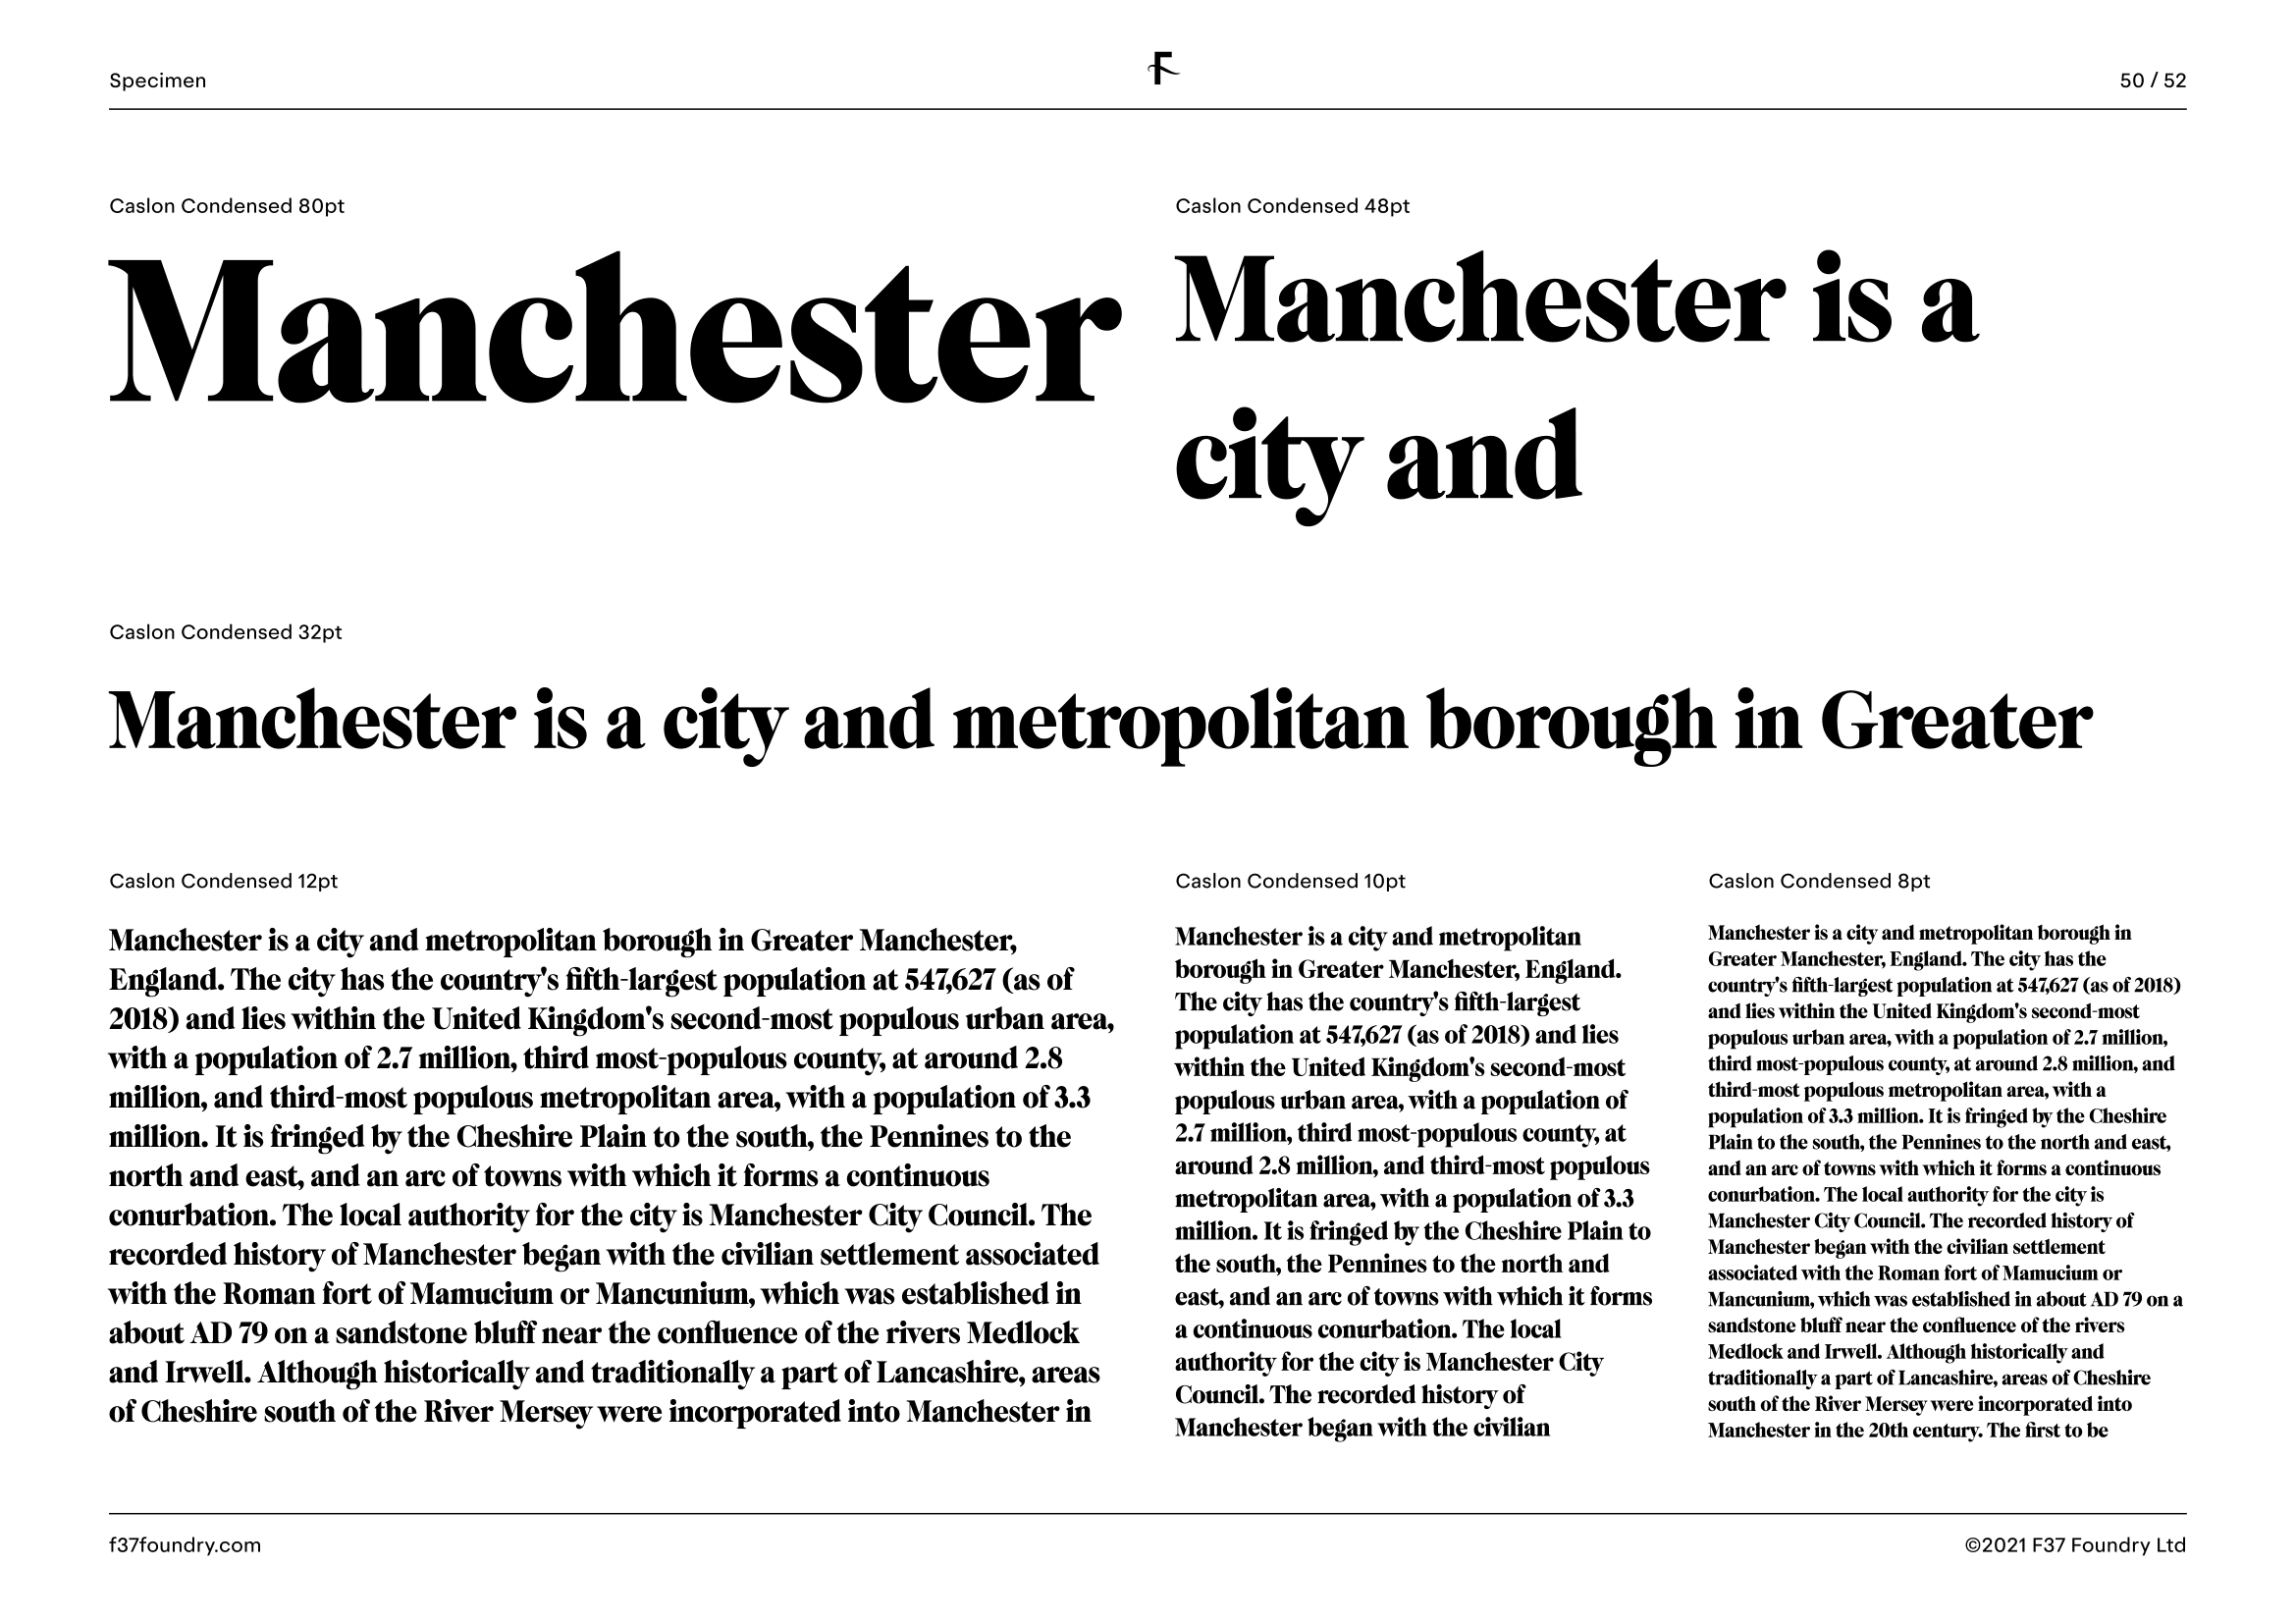 Specimen
F
50 / 52
Caslon Condensed 80pt
Manchester
Caslon Condensed 48pt
Manchester is a
city and
Caslon Condensed 32pt
Manchester is a city and metropolitan borough in Greater
Caslon Condensed 12pt
Manchester is a city and metropolitan borough in Greater Manchester,
England. The city has the country's fifth-largest population at 547,627 (as of
2018) and lies within the United Kingdom's second-most populous urban area,
with a population of 2.7 million, third most-populous county, at around 2.8
million, and third-most populous metropolitan area, with a population of 3.3
million. It is fringed by the Cheshire Plain to the south, the Pennines to the
north and east, and an arc of towns with which it forms a continuous
conurbation. The local authority for the city is Manchester City Council. The
recorded history of Manchester began with the civilian settlement associated
with the Roman fort of Mamucium or Mancunium, which was established in
about AD 79 on a sandstone bluff near the confluence of the rivers Medlock
and Irwell. Although historically and traditionally a part of Lancashire, areas
of Cheshire south of the River Mersey were incorporated into Manchester in
Caslon Condensed 10pt
Manchester is a city and metropolitan
borough in Greater Manchester, England.
The city has the country's fifth-largest
population at 547,627 (as of 2018) and lies
within the United Kingdom's second-most
populous urban area, with a population of
2.7 million, third most-populous county, at
around 2.8 million, and third-most populous
metropolitan area, with a population of 3.3
million. It is fringed by the Cheshire Plain to
the south, the Pennines to the north and
east, and an arc of towns with which it forms
a continuous conurbation. The local
authority for the city is Manchester City
Council. The recorded history of
Manchester began with the civilian
Caslon Condensed 8pt
Manchester is a city and metropolitan borough in
Greater Manchester, England. The city has the
country's fifth-largest population at 547,627 (as of 2018)
and lies within the United Kingdom's second-most
populous urban area, with a population of 2.7 million,
third most-populous county, at around 2.8 million, and
third-most populous metropolitan area, with a
population of 3.3 million. It is fringed by the Cheshire
Plain to the south, the Pennines to the north and east,
and an arc of towns with which it forms a continuous
conurbation. The local authority for the city is
Manchester City Council. The recorded history of
Manchester began with the civilian settlement
associated with the Roman fort of Mamucium or
Mancunium, which was established in about AD 79 on a
sandstone bluff near the confluence of the rivers
Medlock and Irwell. Although historically and
traditionally a part of Lancashire, areas of Cheshire
south of the River Mersey were incorporated into
Manchester in the 20th century. The first to be
f37foundry.com
©2021 F37 Foundry Ltd